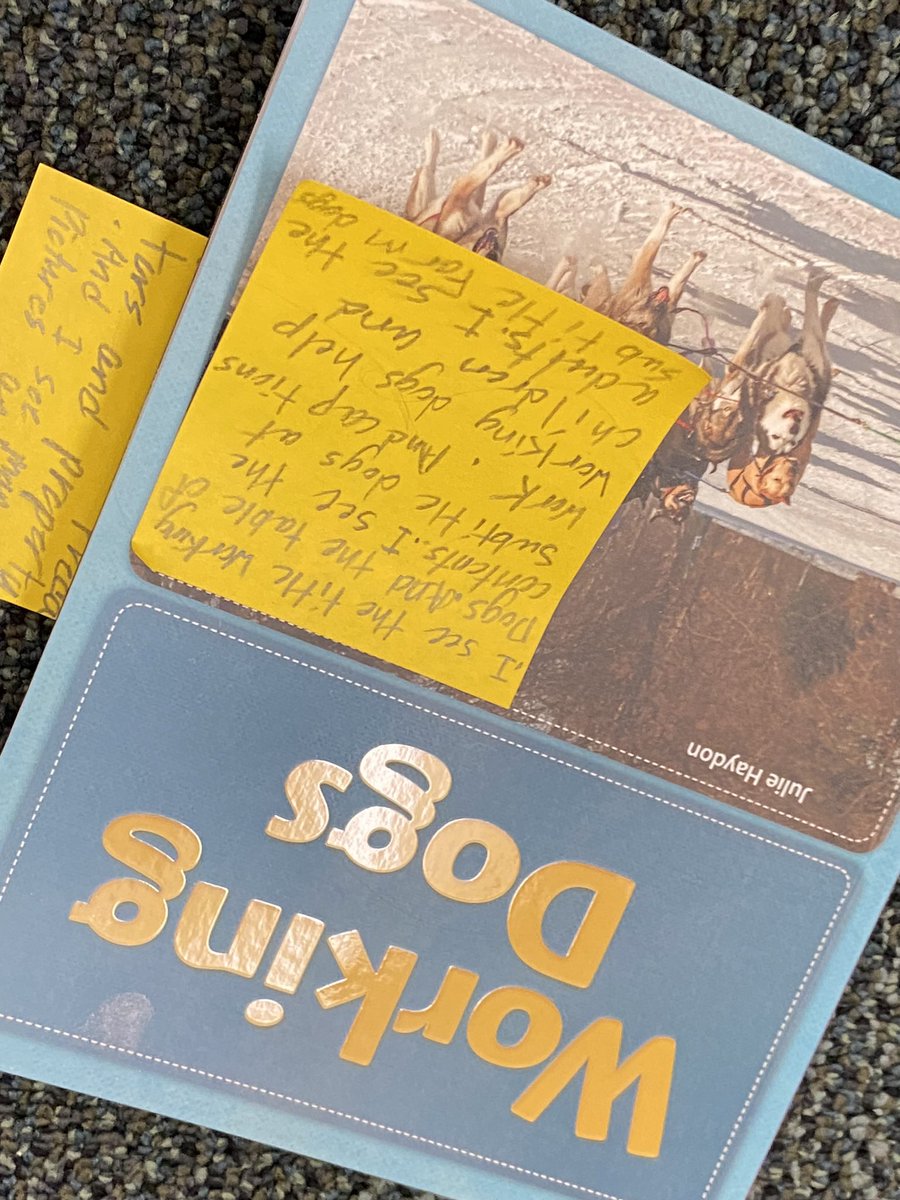 Working
Dogs
Julie Haydon
. I see the title Working
Dogs. And the table of
contents. I see the
subtitle dogs at
work. And captions
Working dogs help
children and
adults. I see the
subtitle Farm dogs
turs and
. And I see
Pictures